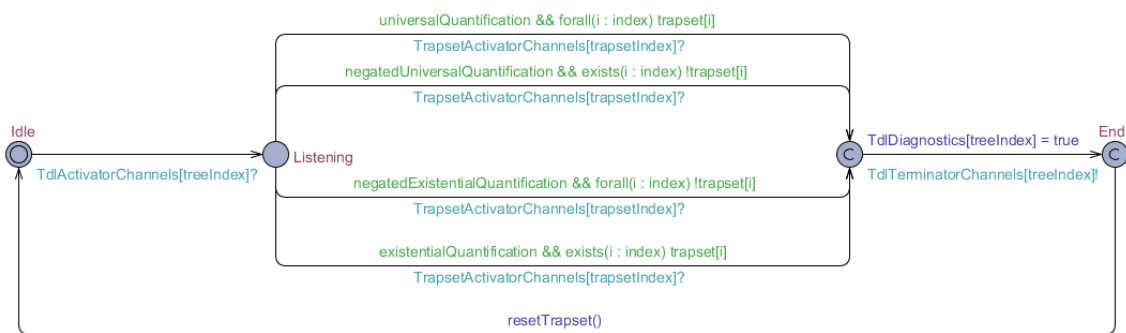 universalQuantification && forall(i : index) trapset[i]
TrapsetActivatorChannels[trapsetIndex]?
negatedUniversalQuantification && exists(i : index) !trapset[i]
TrapsetActivatorChannels[trapsetIndex]?
Idle
TdlActivatorChannels[treeIndex]?
Listening
C
TdlDiagnostics[treeIndex] = true
TdlTerminatorChannels[treeIndex]!
End
C
negatedExistentialQuantification && forall(i : index) !trapset[i]
TrapsetActivatorChannels[trapsetIndex]?
existentialQuantification && exists(i : index) trapset[i]
TrapsetActivatorChannels[trapsetIndex]?
resetTrapset()